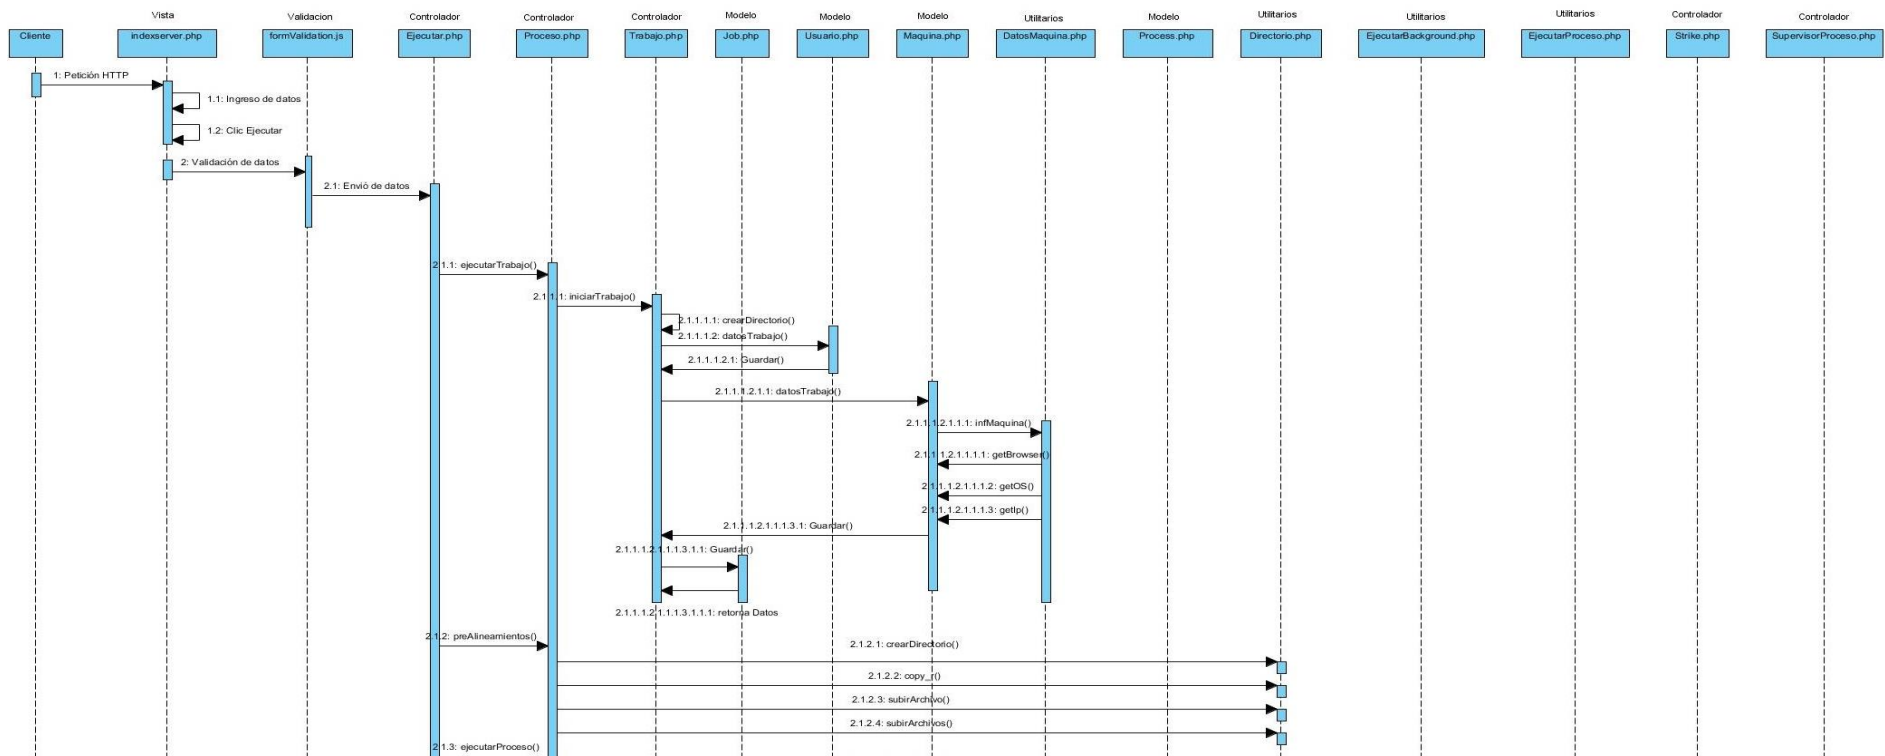 Vista
Validacion
Controlador
Controlador
Controlador
Modelo
Modelo
Modelo
Utilitarios
Modelo
Utilitarios
Utilitarios
Utilitarios
Controlador
Controlador
Cliente
indexserver.php
formValidation.js
Ejecutar.php
Proceso.php
Trabajo.php
Job.php
Usuario.php
Maquina.php
DatosMaquina.php
Process.php
Directorio.php
EjecutarBackground.php
EjecutarProceso.php
Strike.php
SupervisorProceso.php
1: Petición HTTP
1.1: Ingreso de datos
1.2: Clic Ejecutar
2: Validación de datos
2.1: Envió de datos
2.1.1: ejecutarTrabajo()
2.1.1.1: iniciarTrabajo()
2.1.1.1.1: crearDirectorio()
2.1.1.1.2: datosTrabajo()
2.1.1.1.2.1: Guardar()
2.1.1.1.2.1.1: datosTrabajo()
2.1.1.1.2.1.1.1: infMaquina()
2.1.1.1.2.1.1.1.1: getBrowser()
2.1.1.1.2.1.1.1.2: getOS()
2.1.1.1.2.1.1.1.3: getIp()
2.1.1.1.2.1.1.1.3.1: Guardar()
2.1.1.1.2.1.1.1.3.1.1: Guardar()
2.1.1.1.2.1.1.1.3.1.1.1: retorna Datos
2.1.2: preAlineamientos()
2.1.2.1: crearDirectorio()
2.1.2.2: copy_r()
2.1.2.3: subirArchivo()
2.1.2.4: subirArchivos()
2.1.3: ejecutarProceso()